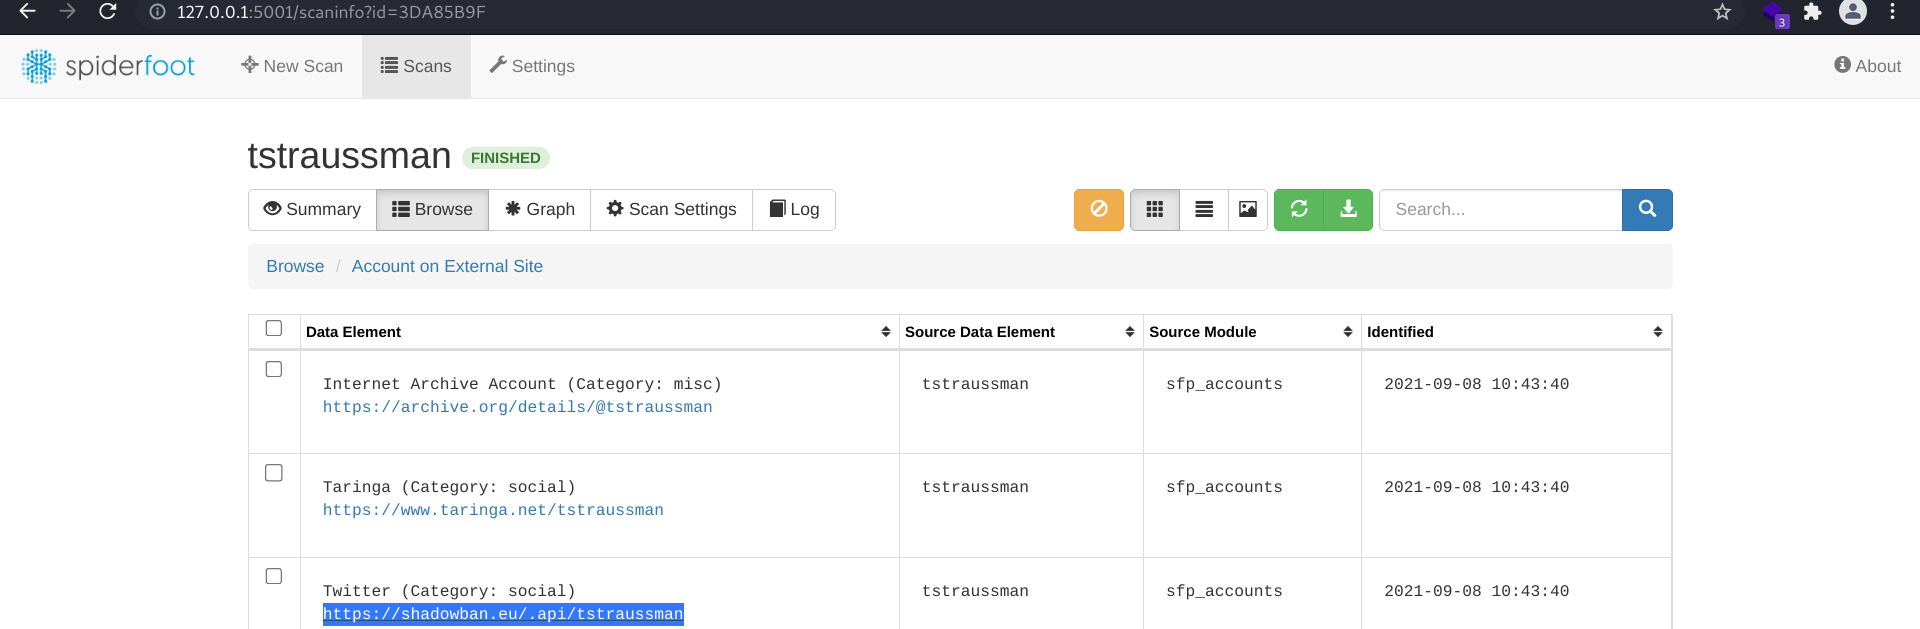 127.0.0.1:5001/scaninfo?id=3DA85B9F
3
spiderfoot
New Scan
Scans
Settings
About
tstraussman FINISHED
Summary
Browse
Graph
Scan Settings
Log
Search...
Browse / Account on External Site
Data Element
Source Data Element
Source Module
Identified
Internet Archive Account (Category: misc)
https://archive.org/details/@tstraussman
tstraussman
sfp_accounts
2021-09-08 10:43:40
Taringa (Category: social)
https://www.taringa.net/tstraussman
tstraussman
sfp_accounts
2021-09-08 10:43:40
Twitter (Category: social)
https://shadowban.eu/.api/tstraussman
tstraussman
sfp_accounts
2021-09-08 10:43:40